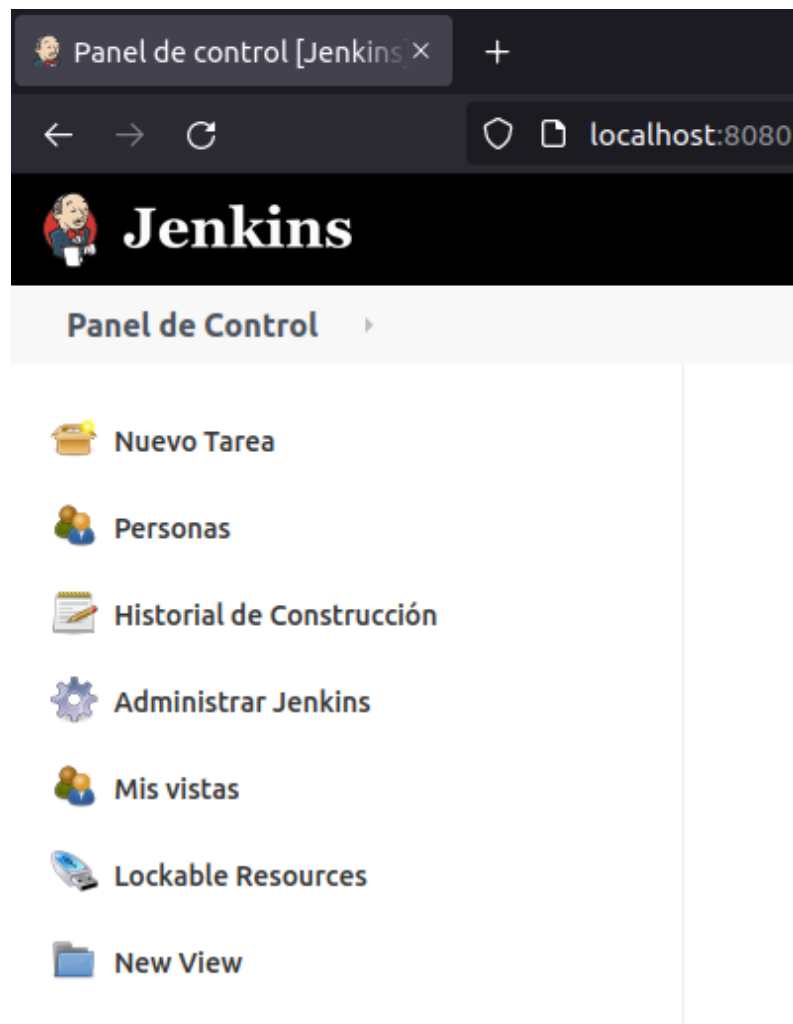 Panel de control [Jenkins]
localhost:8080
Jenkins
Panel de Control
Nuevo Tarea
Personas
Historial de Construcción
Administrar Jenkins
Mis vistas
Lockable Resources
New View